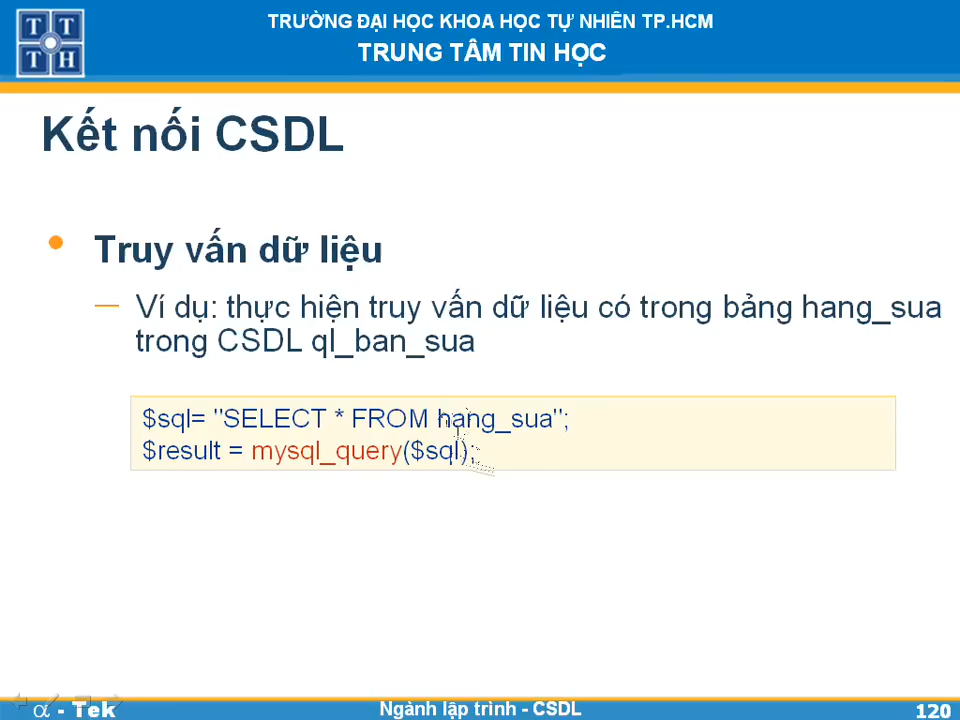 T T
T H
TRƯỜNG ĐẠI HỌC KHOA HỌC TỰ NHIÊN TP.HCM
TRUNG TÂM TIN HỌC
Kết nối CSDL
• Truy vấn dữ liệu
– Ví dụ: thực hiện truy vấn dữ liệu có trong bảng hang_sua
trong CSDL ql_ban_sua
$sql= "SELECT * FROM hang_sua";
$result = mysql_query($sql);
α - Tek
Ngành lập trình - CSDL
120